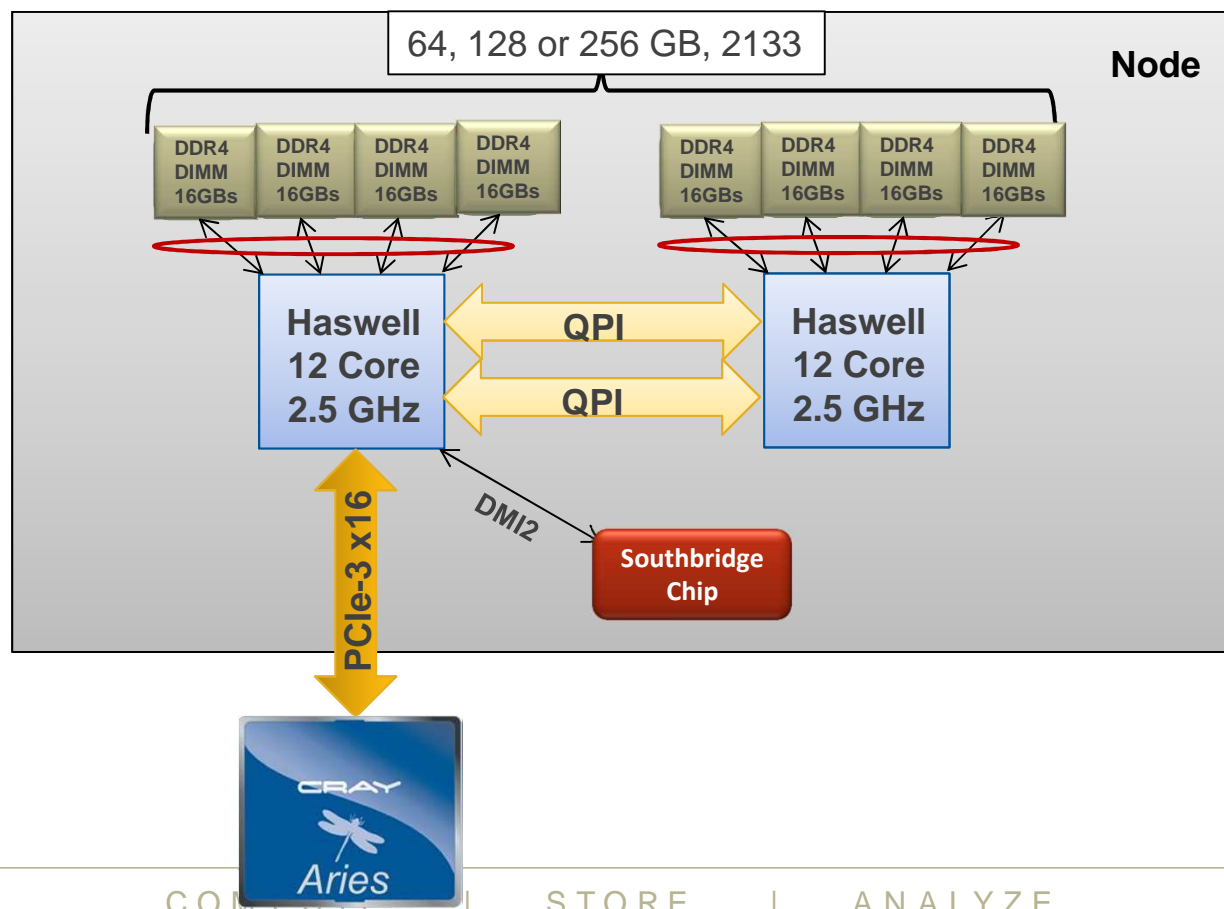 64, 128 or 256 GB, 2133
Node
DDR4
DIMM
16GBs
DDR4
DIMM
16GBs
DDR4
DIMM
16GBs
DDR4
DIMM
16GBs
DDR4
DIMM
16GBs
DDR4
DIMM
16GBs
DDR4
DIMM
16GBs
DDR4
DIMM
16GBs
Haswell
12 Core
2.5 GHz
QPI
QPI
Haswell
12 Core
2.5 GHz
DMI2
PCIe-3 x16
Southbridge
Chip
CRAY
Aries
| STORE | ANALYZE